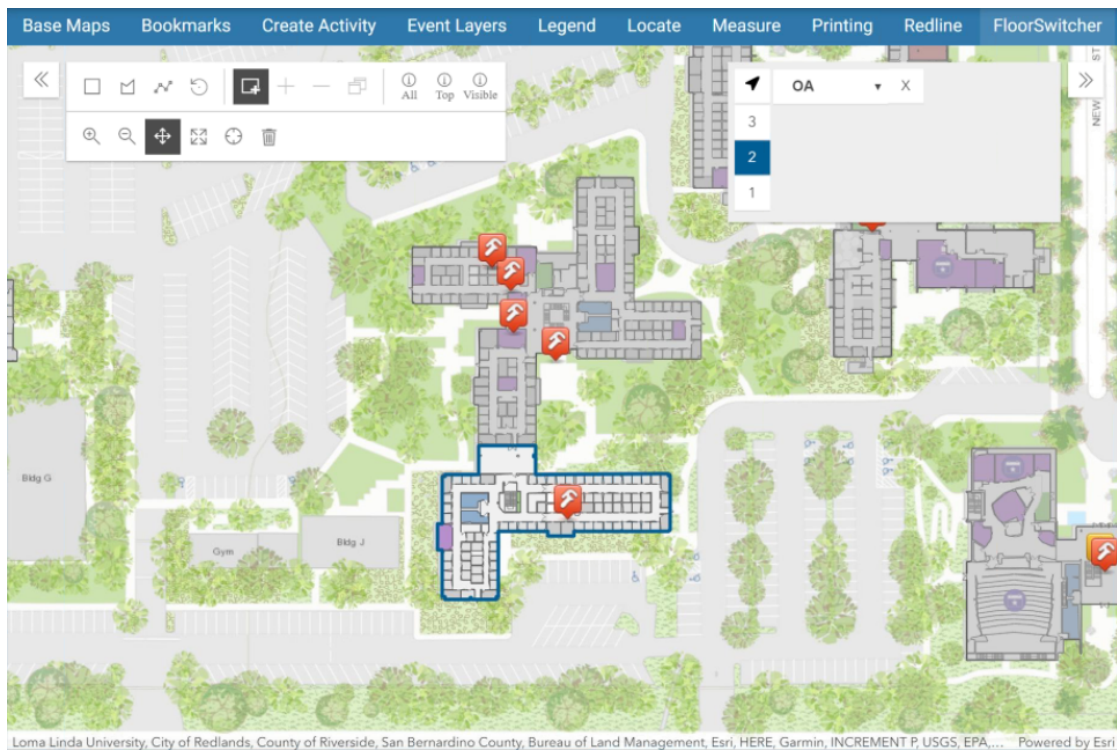 Base Maps Bookmarks Create Activity Event Layers Legend Locate Measure Printing Redline FloorSwitcher
All Top Visible
OA X
3
2
1
NEW
ST
Bldg G
Gym
Bldg J
Loma Linda University, City of Redlands, County of Riverside, San Bernardino County, Bureau of Land Management, Esri, HERE, Garmin, INCREMENT P, USGS, EPA,... Powered by Esri